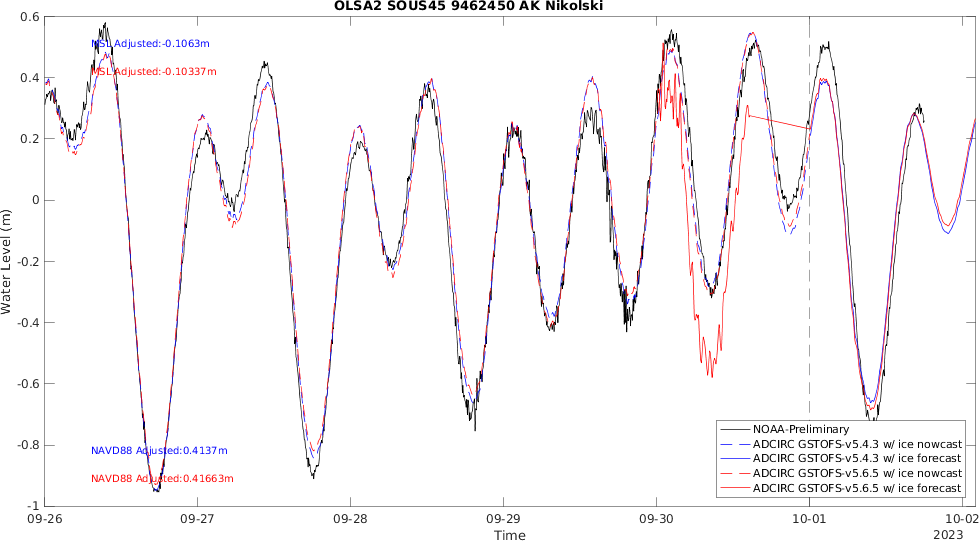 OLSA2 SOUS45 9462450 AK Nikolski
0.6
0.4
0.2
0
-0.2
-0.4
-0.6
-0.8
-1
Water Level (m)
MSL Adjusted:-0.1063m
MSL Adjusted:-0.10337m
NAVD88 Adjusted:0.4137m
NAVD88 Adjusted:0.41663m
NOAA-Preliminary
ADCIRC GSTOFS-v5.4.3 w/ ice nowcast
ADCIRC GSTOFS-v5.4.3 w/ ice forecast
ADCIRC GSTOFS-v5.6.5 w/ ice nowcast
ADCIRC GSTOFS-v5.6.5 w/ ice forecast
09-26 09-27 09-28 09-29 09-30 10-01 10-02
Time
2023